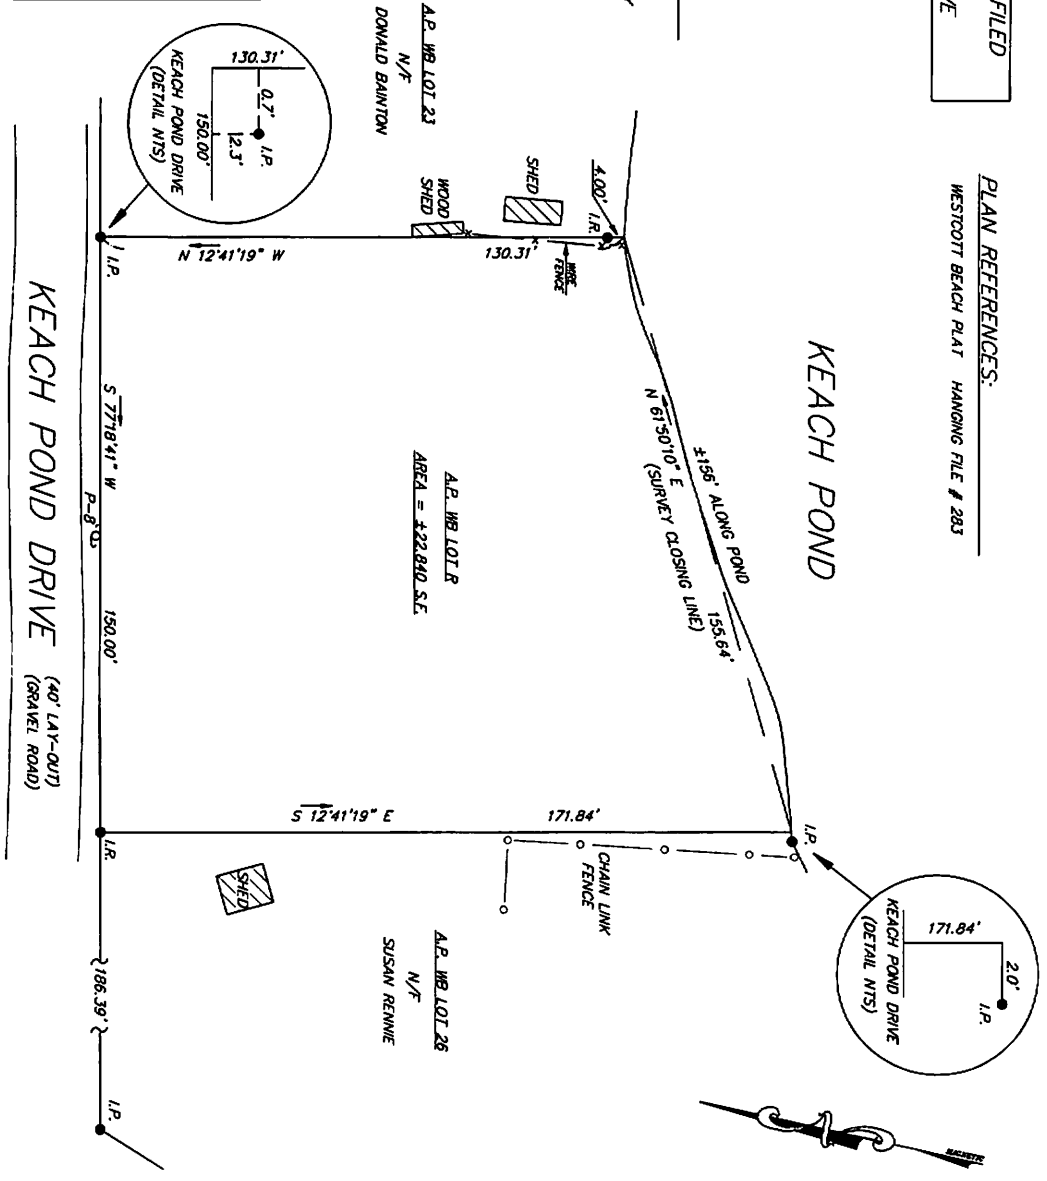 FILED
VE
PLAN REFERENCES:
WESTCOTT BEACH PLAT HANGING FILE # 283
KEACH POND
A.P. WB LOT 23
N/F
DONALD BAINTON
130.31'
0.7'
I.P.
2.3'
150.00'
KEACH POND DRIVE
(DETAIL NTS)
SHED
WOOD
SHED
4.00'
I.R.
130.31'
WIRE
FENCE
N 12°41'19" W
I.P.
±156' ALONG POND
N 61°50'10" E
155.64'
(SURVEY CLOSING LINE)
A.P. WB LOT R
AREA = ±22,840 S.F.
S 77°18'41" W
150.00'
P-8
KEACH POND DRIVE
(40' LAY-OUT)
(GRAVEL ROAD)
S 12°41'19" E
171.84'
I.P.
I.R.
CHAIN LINK
FENCE
SHED
171.84'
2.0'
I.P.
KEACH POND DRIVE
(DETAIL NTS)
A.P. WB LOT 26
N/F
SUSAN RENNIE
186.39'
I.P.
MAGNETIC